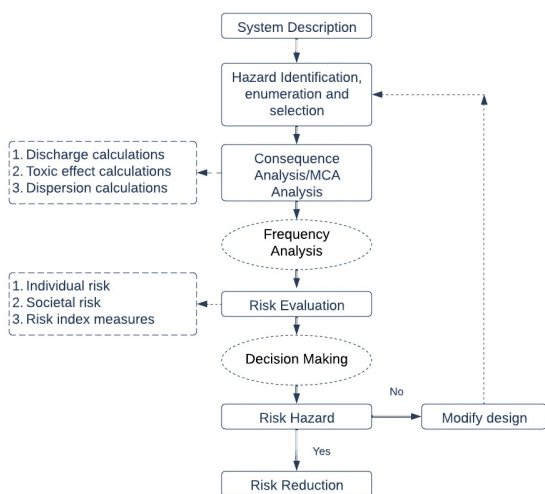 System Description
Hazard Identification,
enumeration and
selection
1. Discharge calculations
2. Toxic effect calculations
3. Dispersion calculations
Consequence
Analysis/MCA
Analysis
Frequency
Analysis
1. Individual risk
2. Societal risk
3. Risk index measures
Risk Evaluation
Decision Making
No
Risk Hazard
Modify design
Yes
Risk Reduction